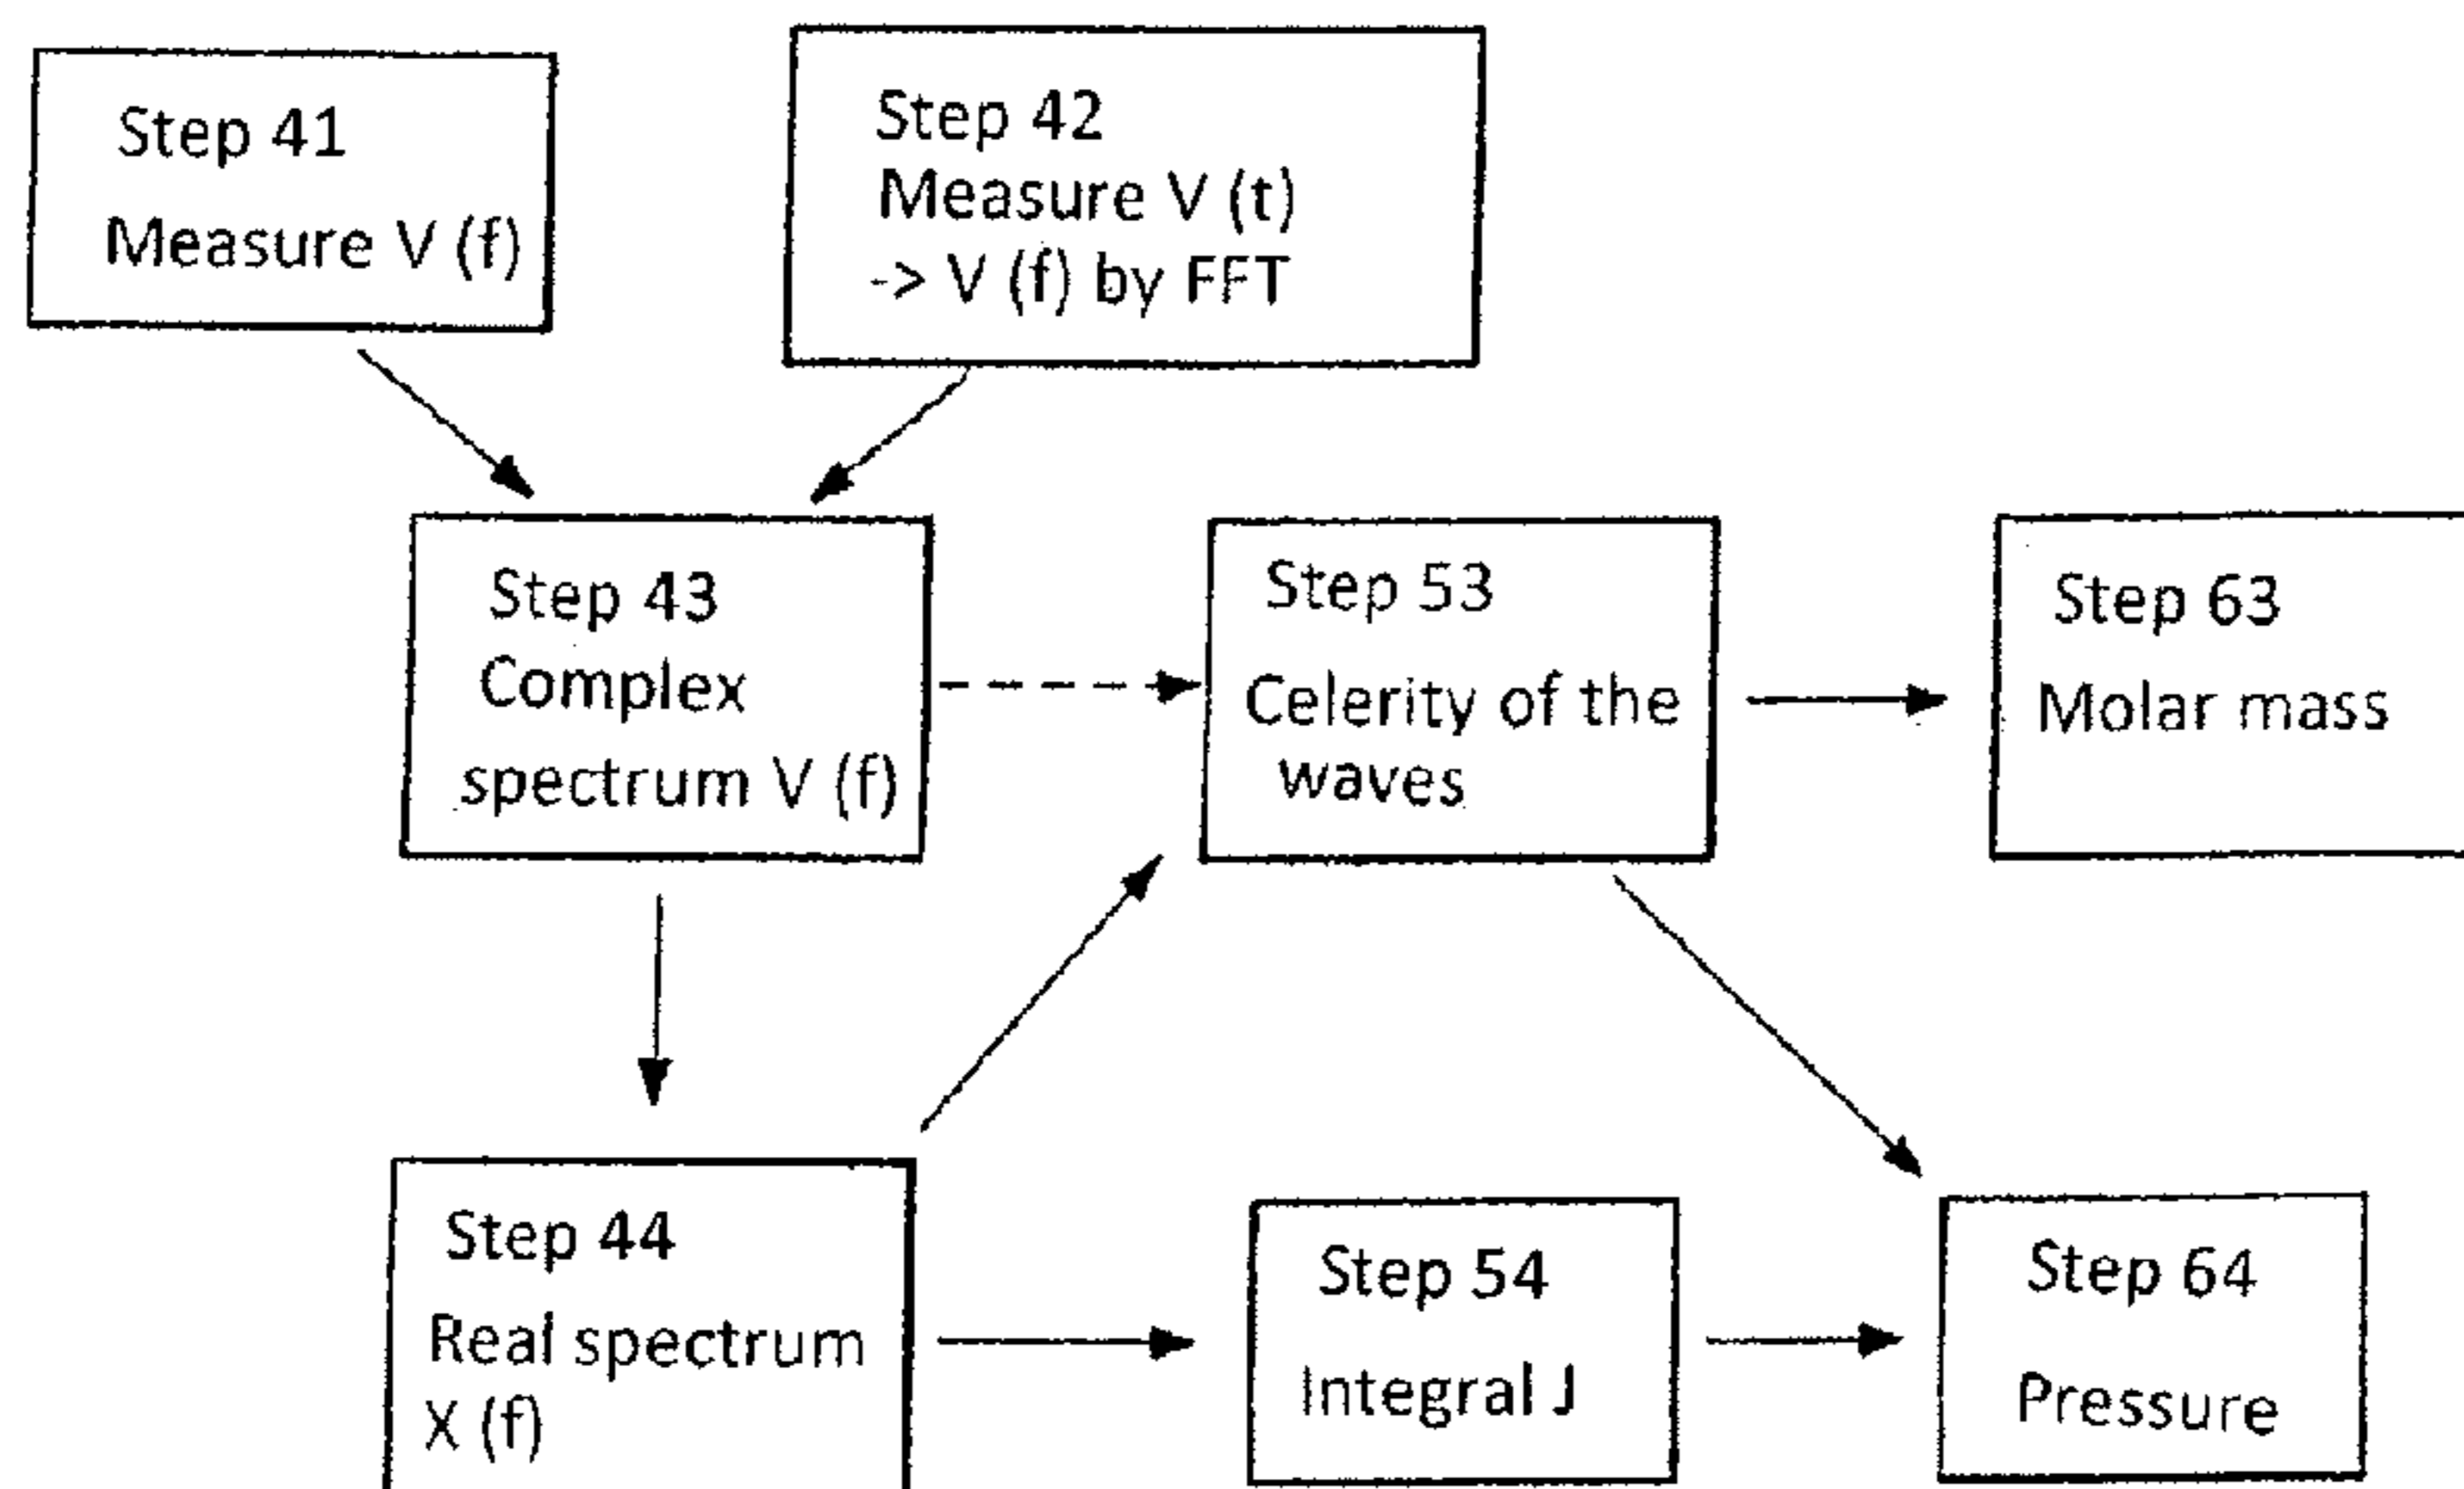 Step 41
Measure V (f)
Step 42
Measure V (t)
-> V (f) by FFT
Step 43
Complex
spectrum V (f)
Step 53
Celerity of the
waves
Step 63
Molar mass
Step 44
Real spectrum
X (f)
Step 54
Integral J
Step 64
Pressure